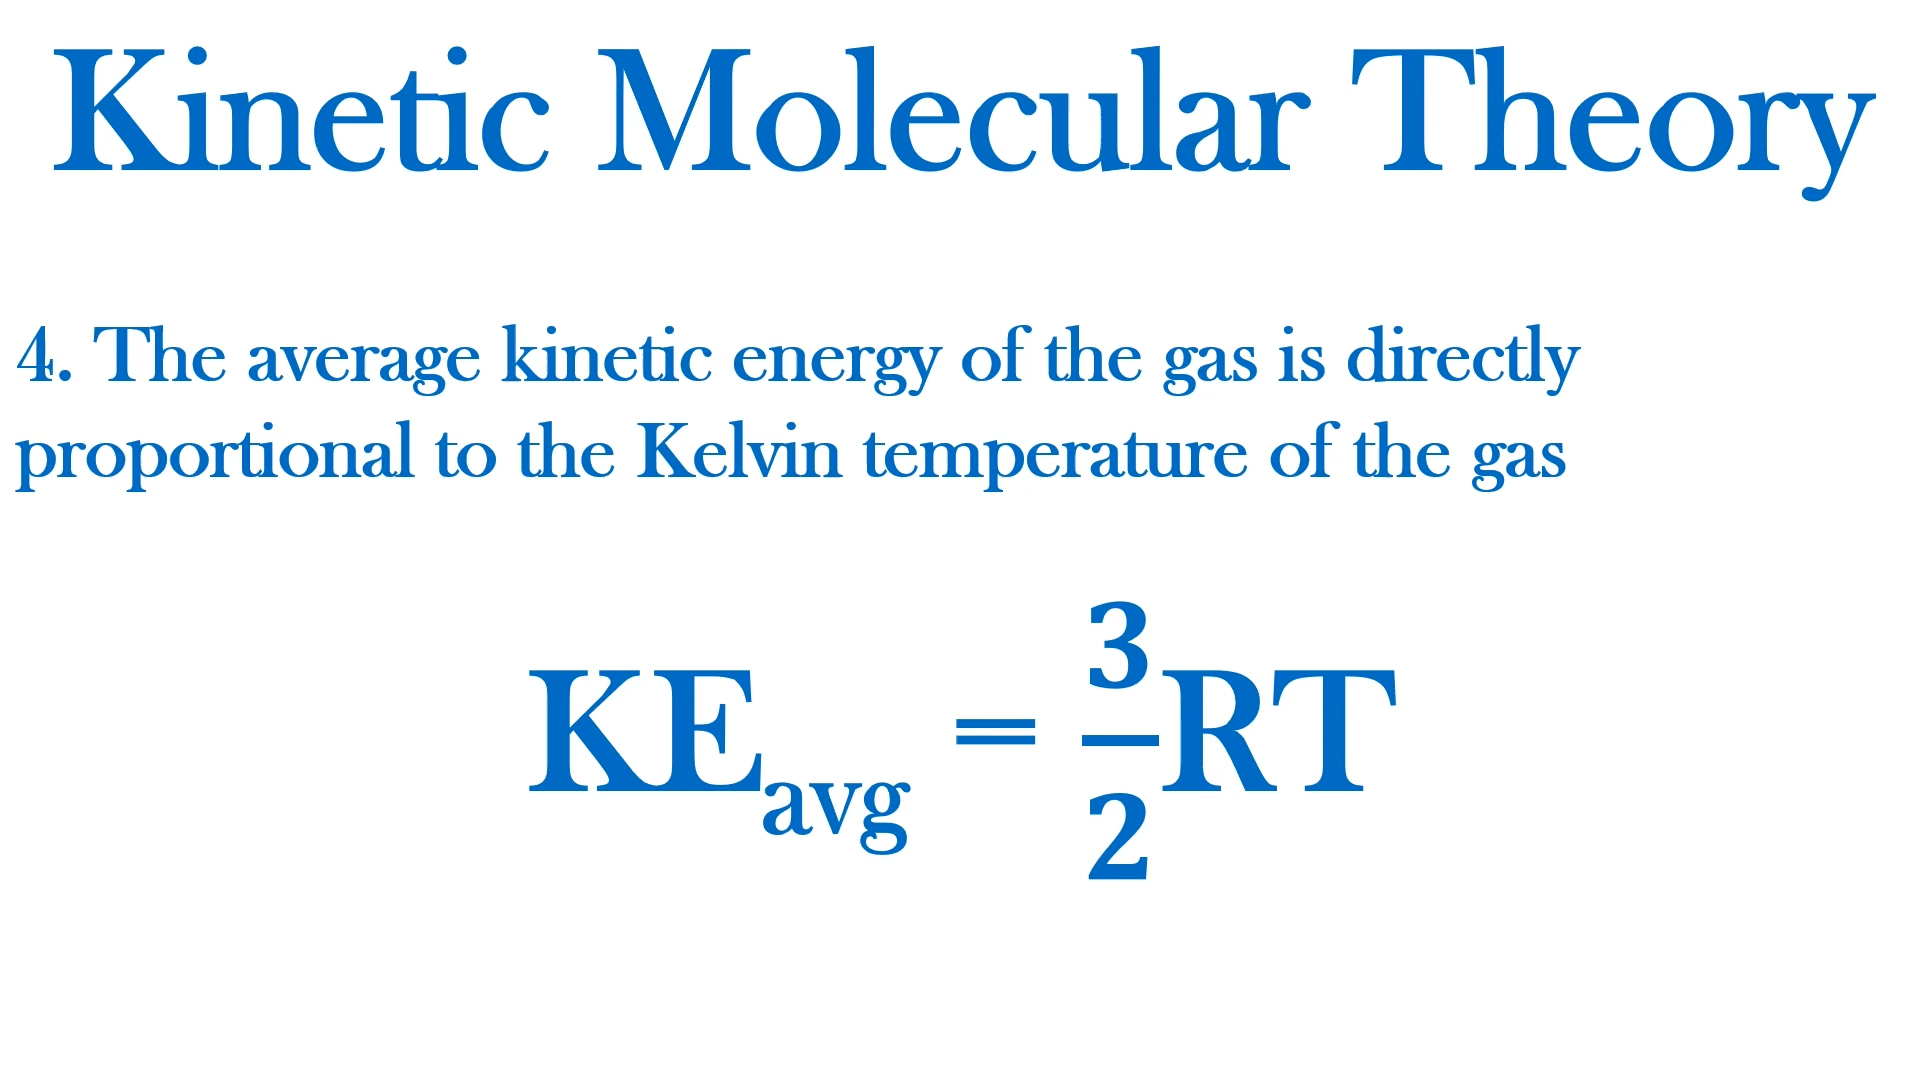 Kinetic Molecular Theory
4. The average kinetic energy of the gas is directly
proportional to the Kelvin temperature of the gas
KEavg = 3/2 RT